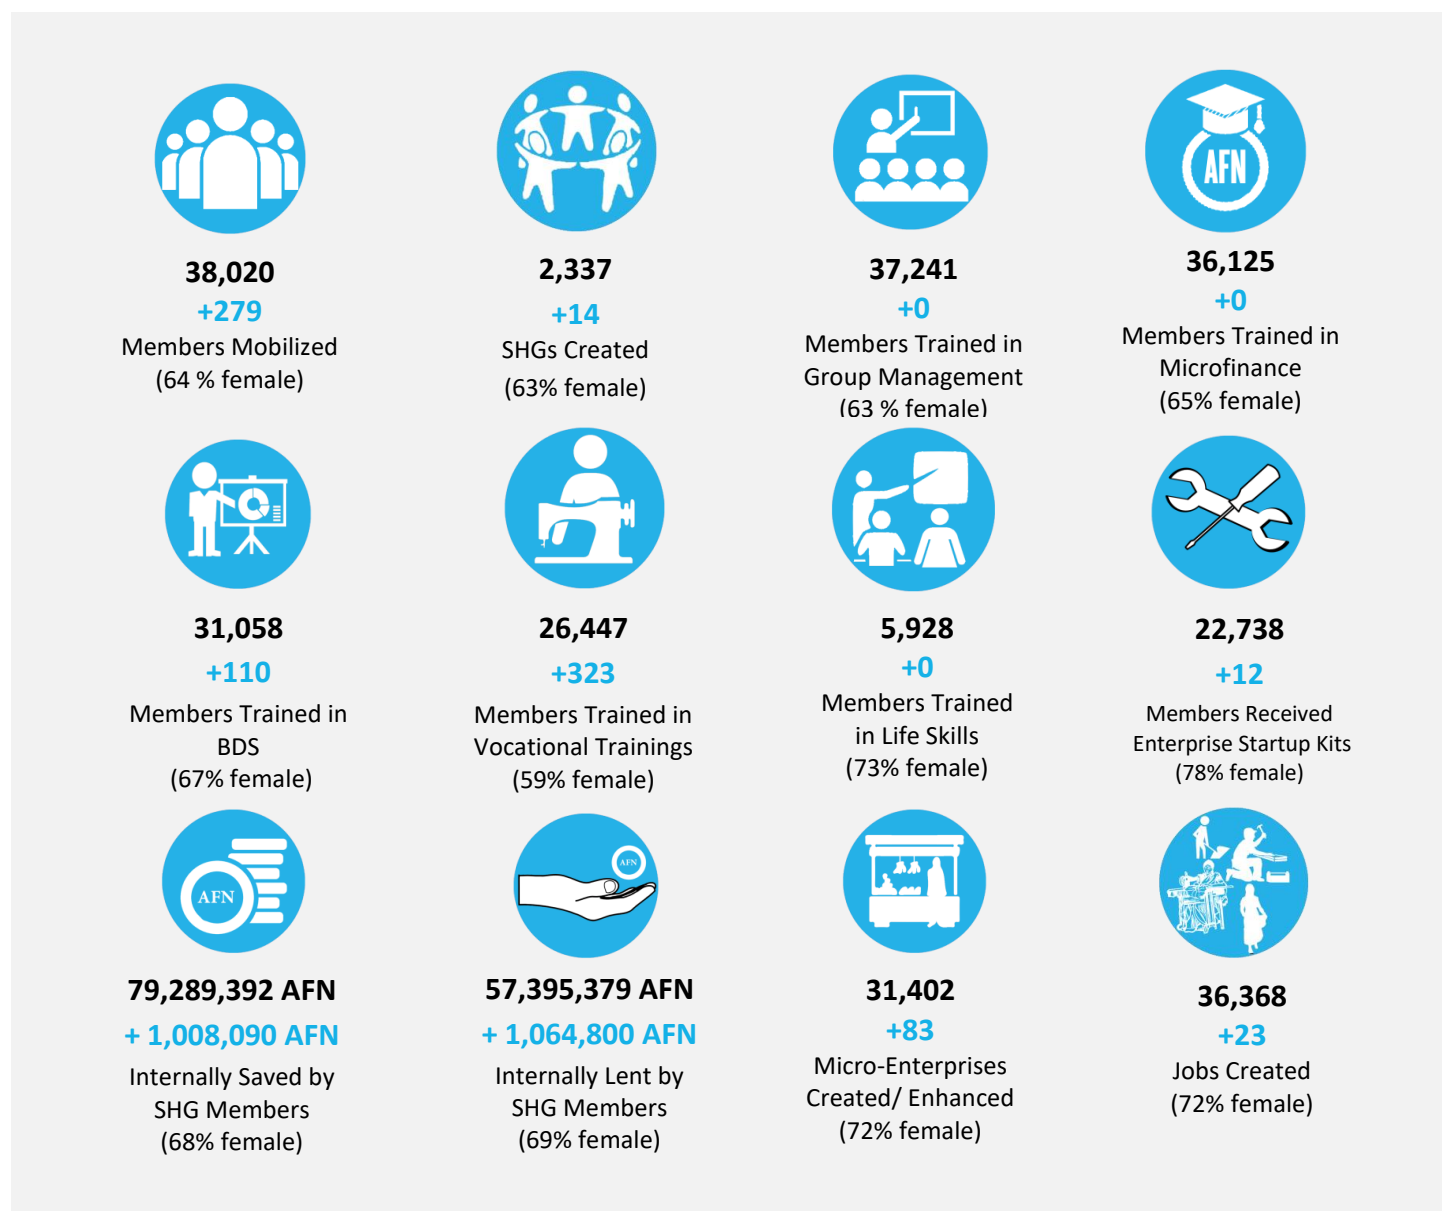 AFN
38,020
+279
Members Mobilized
(64 % female)
2,337
+14
SHGs Created
(63% female)
37,241
+0
Members Trained in
Group Management
(63 % female)
36,125
+0
Members Trained in
Microfinance
(65% female)
31,058
+110
Members Trained in
BDS
(67% female)
26,447
+323
Members Trained in
Vocational Trainings
(59% female)
5,928
+0
Members Trained
in Life Skills
(73% female)
22,738
+12
Members Received
Enterprise Startup Kits
(78% female)
AFN
79,289,392 AFN
+ 1,008,090 AFN
Internally Saved by
SHG Members
(68% female)
AFN
57,395,379 AFN
+ 1,064,800 AFN
Internally Lent by
SHG Members
(69% female)
31,402
+83
Micro-Enterprises
Created/ Enhanced
(72% female)
36,368
+23
Jobs Created
(72% female)